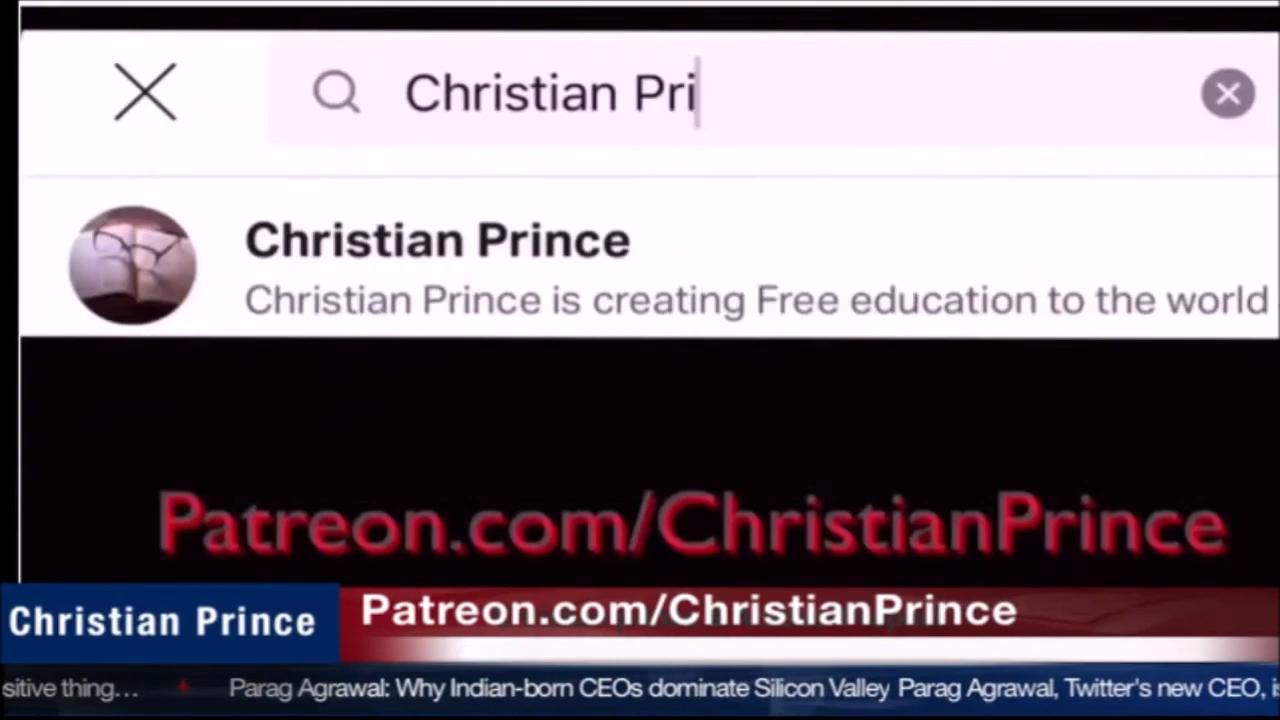 Christian Pri
Christian Prince
Christian Prince is creating Free education to the world
Patreon.com/ChristianPrince
Christian Prince
Patreon.com/ChristianPrince
sitive thing... Parag Agrawal: Why Indian-born CEOs dominate Silicon Valley Parag Agrawal, Twitter's new CEO,